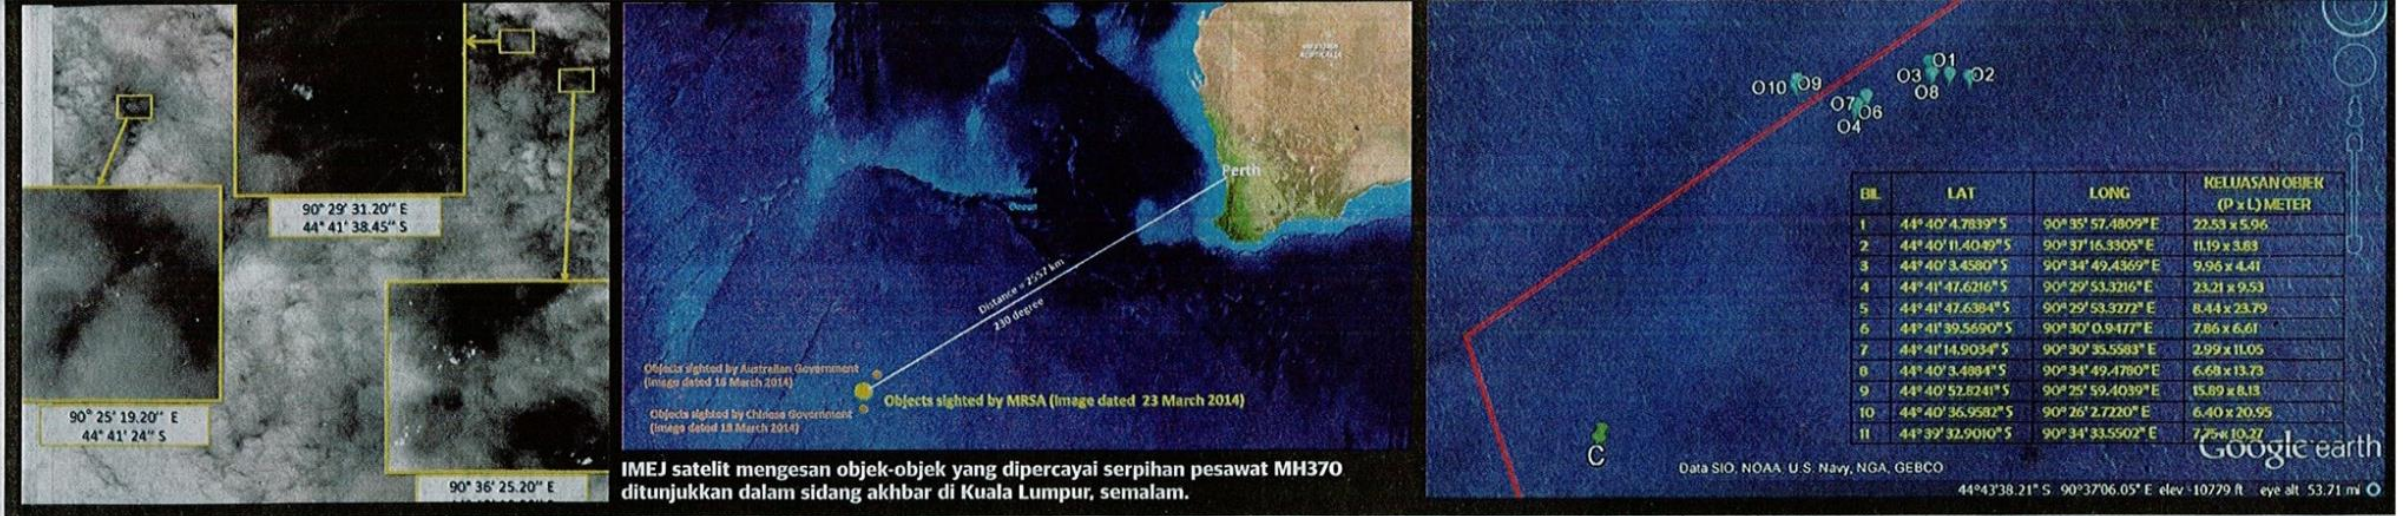 90° 29' 31.20'' E
44° 41' 38.45'' S
90° 25' 19.20'' E
44° 41' 24'' S
90° 36' 25.20'' E
Perth
Distance = 2557 km
230 degree
Objects sighted by Australian Government
(Image dated 16 March 2014)
Objects sighted by MRSA (Image dated 23 March 2014)
Objects sighted by Chinese Government
(Image dated 18 March 2014)
IMEJ satelit mengesan objek-objek yang dipercayai serpihan pesawat MH370
ditunjukkan dalam sidang akhbar di Kuala Lumpur, semalam.
O1
O3 O2
O8
O10 O9
O7
O6
O4
C
BIL LAT LONG KELUASAN OBJEK
(P x L) METER
1 44° 40' 4.7839" S 90° 35' 57.4809" E 22.53 x 5.96
2 44° 40' 11.4049" S 90° 37' 16.3305" E 11.19 x 3.83
3 44° 40' 3.4580" S 90° 34' 49.4369" E 9.96 x 4.41
4 44° 41' 47.6216" S 90° 29' 53.3216" E 23.21 x 9.53
5 44° 41' 47.6384" S 90° 29' 53.3272" E 8.44 x 23.79
6 44° 41' 39.5690" S 90° 30' 0.9477" E 7.86 x 6.61
7 44° 41' 14.9034" S 90° 30' 35.5583" E 2.99 x 11.05
8 44° 40' 3.4884" S 90° 34' 49.4780" E 6.68 x 13.73
9 44° 40' 52.8241" S 90° 25' 59.4039" E 15.89 x 8.13
10 44° 40' 36.9582" S 90° 26' 2.7220" E 6.40 x 20.95
11 44° 39' 32.9010" S 90° 34' 33.5502" E 7.75 x 10.27
Google earth
Data SIO, NOAA, U.S. Navy, NGA, GEBCO
44°43'38.21" S 90°37'06.05" E elev -10779 ft eye alt 53.71 mi